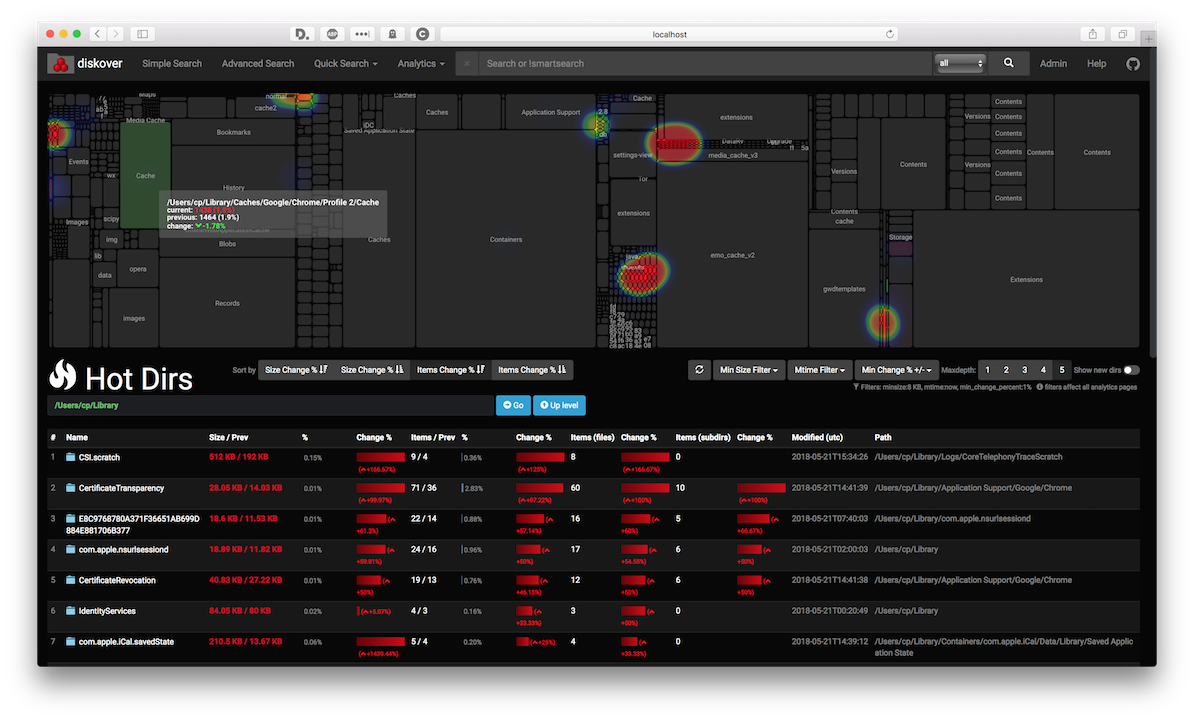 localhost
diskover Simple Search Advanced Search Quick Search Analytics × Search or !smartsearch all Admin Help
maps
normal
cache2
Media Cache
Bookmarks
Events
wx
Cache
History
Images
scipy
img
lib
data
opera
images
Blobs
Records
/Users/cp/Library/Caches/Google/Chrome/Profile 2/Cache
current: 1438 (1.9%)
previous: 1464 (1.9%)
change: -1.78%
Caches
IDC
Saved Application State
Caches
Application Support
Caches
Containers
2.8
db
Cache
settings-view
Tor
extensions
java
extensions
upgrade
media_cache_v3
emo_cache_v2
Versions
Contents
cache
gwdtemplates
Contents
Storage
Versions
Versions
Contents
Contents
Contents
Contents
Contents
Contents
Contents
Contents
Extensions
Hot Dirs
Sort by Size Change % Size Change % Items Change % Items Change % Min Size Filter Mtime Filter Min Change % +/- Maxdepth: 1 2 3 4 5 Show new dirs
Filters: minsize:8 KB, mtime:now, min_change_percent:1% filters affect all analytics pages
/Users/cp/Library Go Up level
# Name Size / Prev % Change % Items / Prev % Change % Items (files) Change % Items (subdirs) Change % Modified (utc) Path
1 CSI.scratch 512 KB / 192 KB 0.15% 9 / 4 0.36% 8 0 2018-05-21T15:34:26 /Users/cp/Library/Logs/CoreTelephonyTraceScratch
(+166.67%) (+125%) (+166.67%)
2 CertificateTransparency 28.05 KB / 14.03 KB 0.01% 71 / 36 2.83% 60 10 2018-05-21T14:41:39 /Users/cp/Library/Application Support/Google/Chrome
(+99.97%) (+97.22%) (+100%) (+100%)
3 E8C9768780A371F36651AB699D 18.6 KB / 11.53 KB 0.01% ( 22 / 14 0.88% ( 16 ( 5 ( 2018-05-21T07:40:03 /Users/cp/Library/com.apple.nsurlsessiond
884E881706B377 +61.3%) +57.14%) +60%) +66.67%)
4 com.apple.nsurlsessiond 18.89 KB / 11.82 KB 0.01% ( 24 / 16 0.96% ( 17 ( 6 ( 2018-05-21T02:00:03 /Users/cp/Library
+59.81%) +50%) +54.55%) +50%)
5 CertificateRevocation 40.83 KB / 27.22 KB 0.01% ( 19 / 13 0.76% ( 12 ( 6 ( 2018-05-21T14:41:38 /Users/cp/Library/Application Support/Google/Chrome
+50%) +46.15%) +50%) +50%)
6 IdentityServices 84.05 KB / 80 KB 0.02% (+5.07%) 4 / 3 0.16% ( 3 ( 0 2018-05-21T00:20:49 /Users/cp/Library
+33.33%) +50%)
7 com.apple.iCal.savedState 210.5 KB / 13.67 KB 0.06% 5 / 4 0.20% (+25%) 4 ( 0 2018-05-21T14:39:12 /Users/cp/Library/Containers/com.apple.iCal/Data/Library/Saved Applic
(+1439.44%) +33.33%) ation State